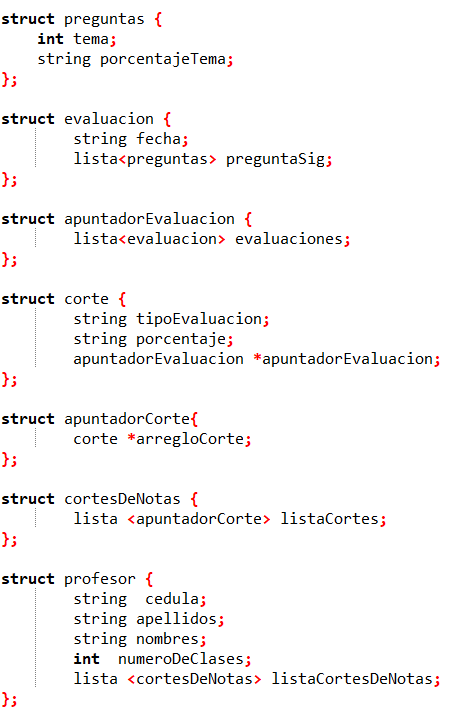 struct preguntas {
int tema;
string porcentajeTema;
};
struct evaluacion {
string fecha;
lista<preguntas> preguntaSig;
};
struct apuntadorEvaluacion {
lista<evaluacion> evaluaciones;
};
struct corte {
string tipoEvaluacion;
string porcentaje;
apuntadorEvaluacion *apuntadorEvaluacion;
};
struct apuntadorCorte{
corte *arregloCorte;
};
struct cortesDeNotas {
lista <apuntadorCorte> listaCortes;
};
struct profesor {
string  cedula;
string apellidos;
string nombres;
int  numeroDeClases;
lista <cortesDeNotas> listaCortesDeNotas;
};